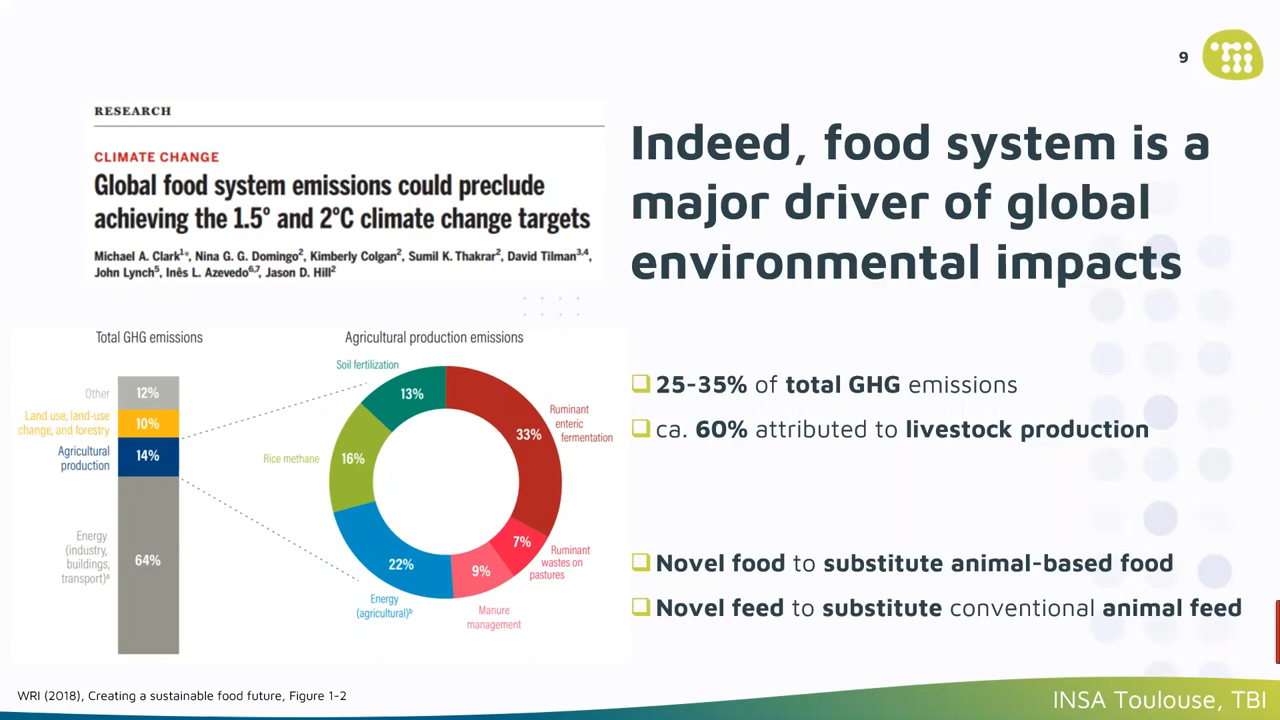 9
RESEARCH
CLIMATE CHANGE
Global food system emissions could preclude
achieving the 1.5° and 2°C climate change targets
Michael A. Clark¹*, Nina G. G. Domingo², Kimberly Colgan², Sumil K. Thakrar², David Tilman³,⁴,
John Lynch⁵, Inês L. Azevedo⁶,⁷, Jason D. Hill²
Indeed, food system is a
major driver of global
environmental impacts
Total GHG emissions
Other
12%
Land use, land-use
change, and forestry
10%
Agricultural
production
14%
Energy
(industry,
buildings,
transport)ᵃ
64%
Agricultural production emissions
Soil fertilization
13%
Ruminant
enteric
fermentation
33%
Rice methane
16%
7%
Ruminant
wastes on
pastures
22%
9%
Energy
(agricultural)ᵇ
Manure
management
25-35% of total GHG emissions
ca. 60% attributed to livestock production
Novel food to substitute animal-based food
Novel feed to substitute conventional animal feed
WRI (2018), Creating a sustainable food future, Figure 1-2
INSA Toulouse, TBI